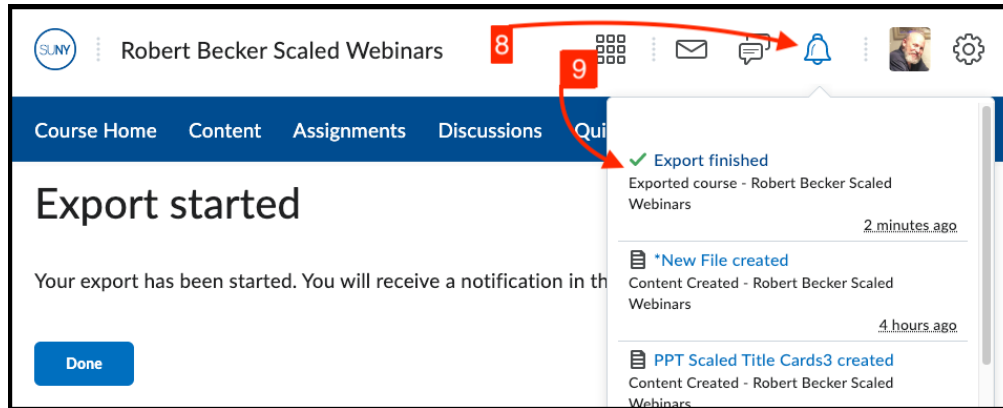 SUNY
Robert Becker Scaled Webinars
8
9
Course Home Content Assignments Discussions Qui
Export started
Your export has been started. You will receive a notification in th
Done
Export finished
Exported course - Robert Becker Scaled
Webinars
2 minutes ago
*New File created
Content Created - Robert Becker Scaled
Webinars
4 hours ago
PPT Scaled Title Cards3 created
Content Created - Robert Becker Scaled
Webinars